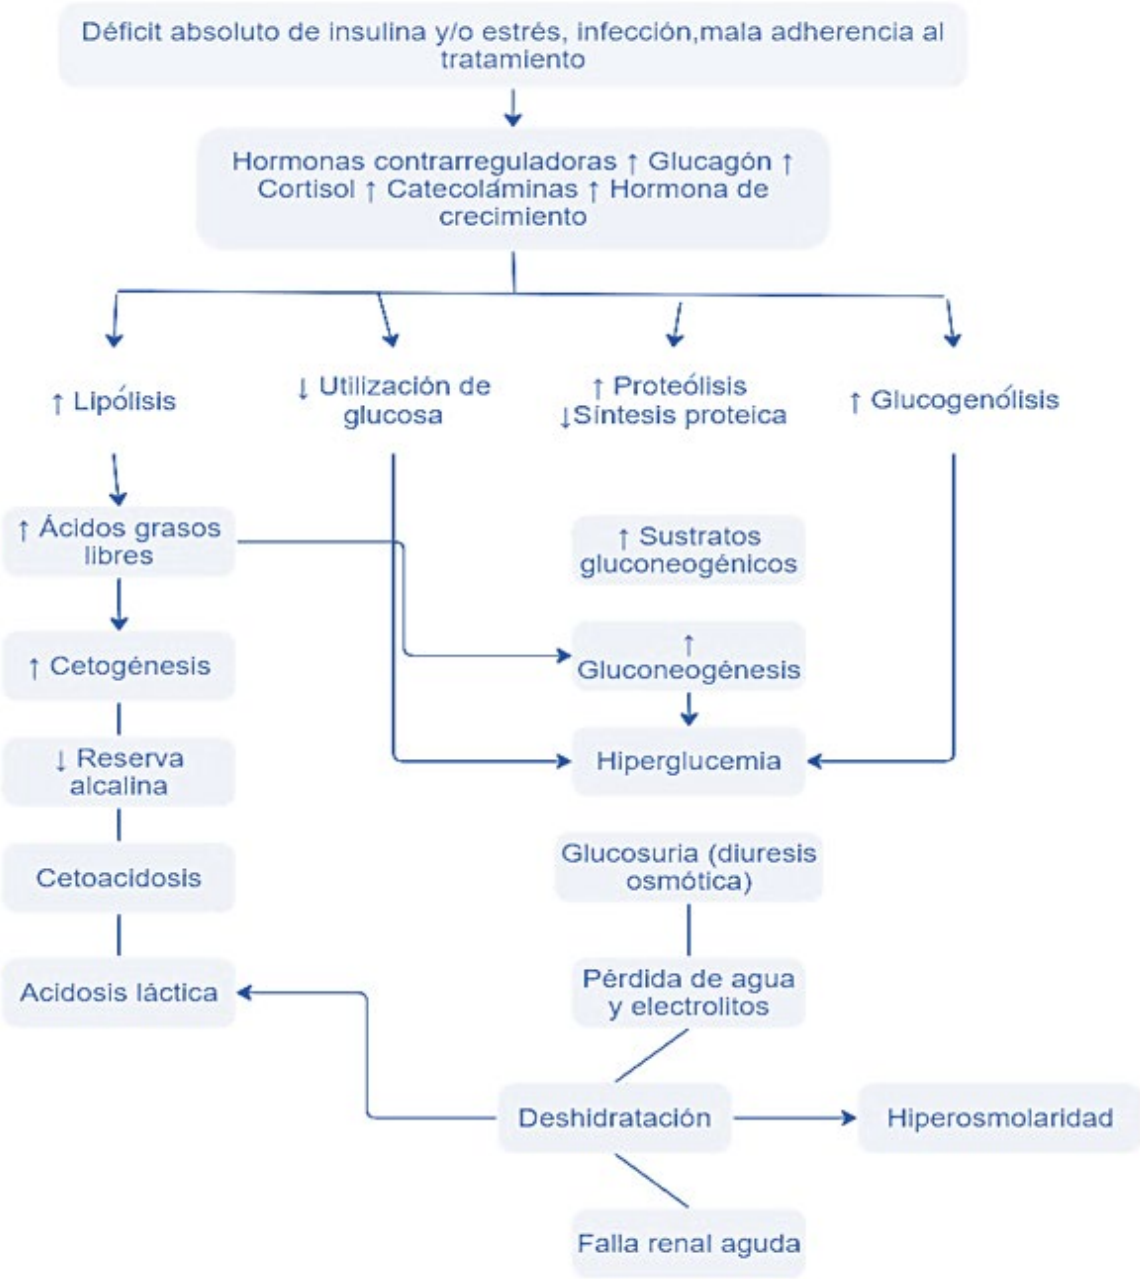 Déficit absoluto de insulina y/o estrés, infección,mala adherencia al
tratamiento
Hormonas contrarreguladoras ↑ Glucagón ↑
Cortisol ↑ Catecoláminas ↑ Hormona de
crecimiento
↑ Lipólisis
↓ Utilización de
glucosa
↑ Proteólisis
↓Síntesis proteica
↑ Glucogenólisis
↑ Ácidos grasos
libres
↑ Sustratos
gluconeogénicos
↑ Cetogénesis
↑
Gluconeogénesis
↓ Reserva
alcalina
Hiperglucemia
Cetoacidosis
Glucosuria (diuresis
osmótica)
Acidosis láctica
Pérdida de agua
y electrolitos
Deshidratación
Hiperosmolaridad
Falla renal aguda